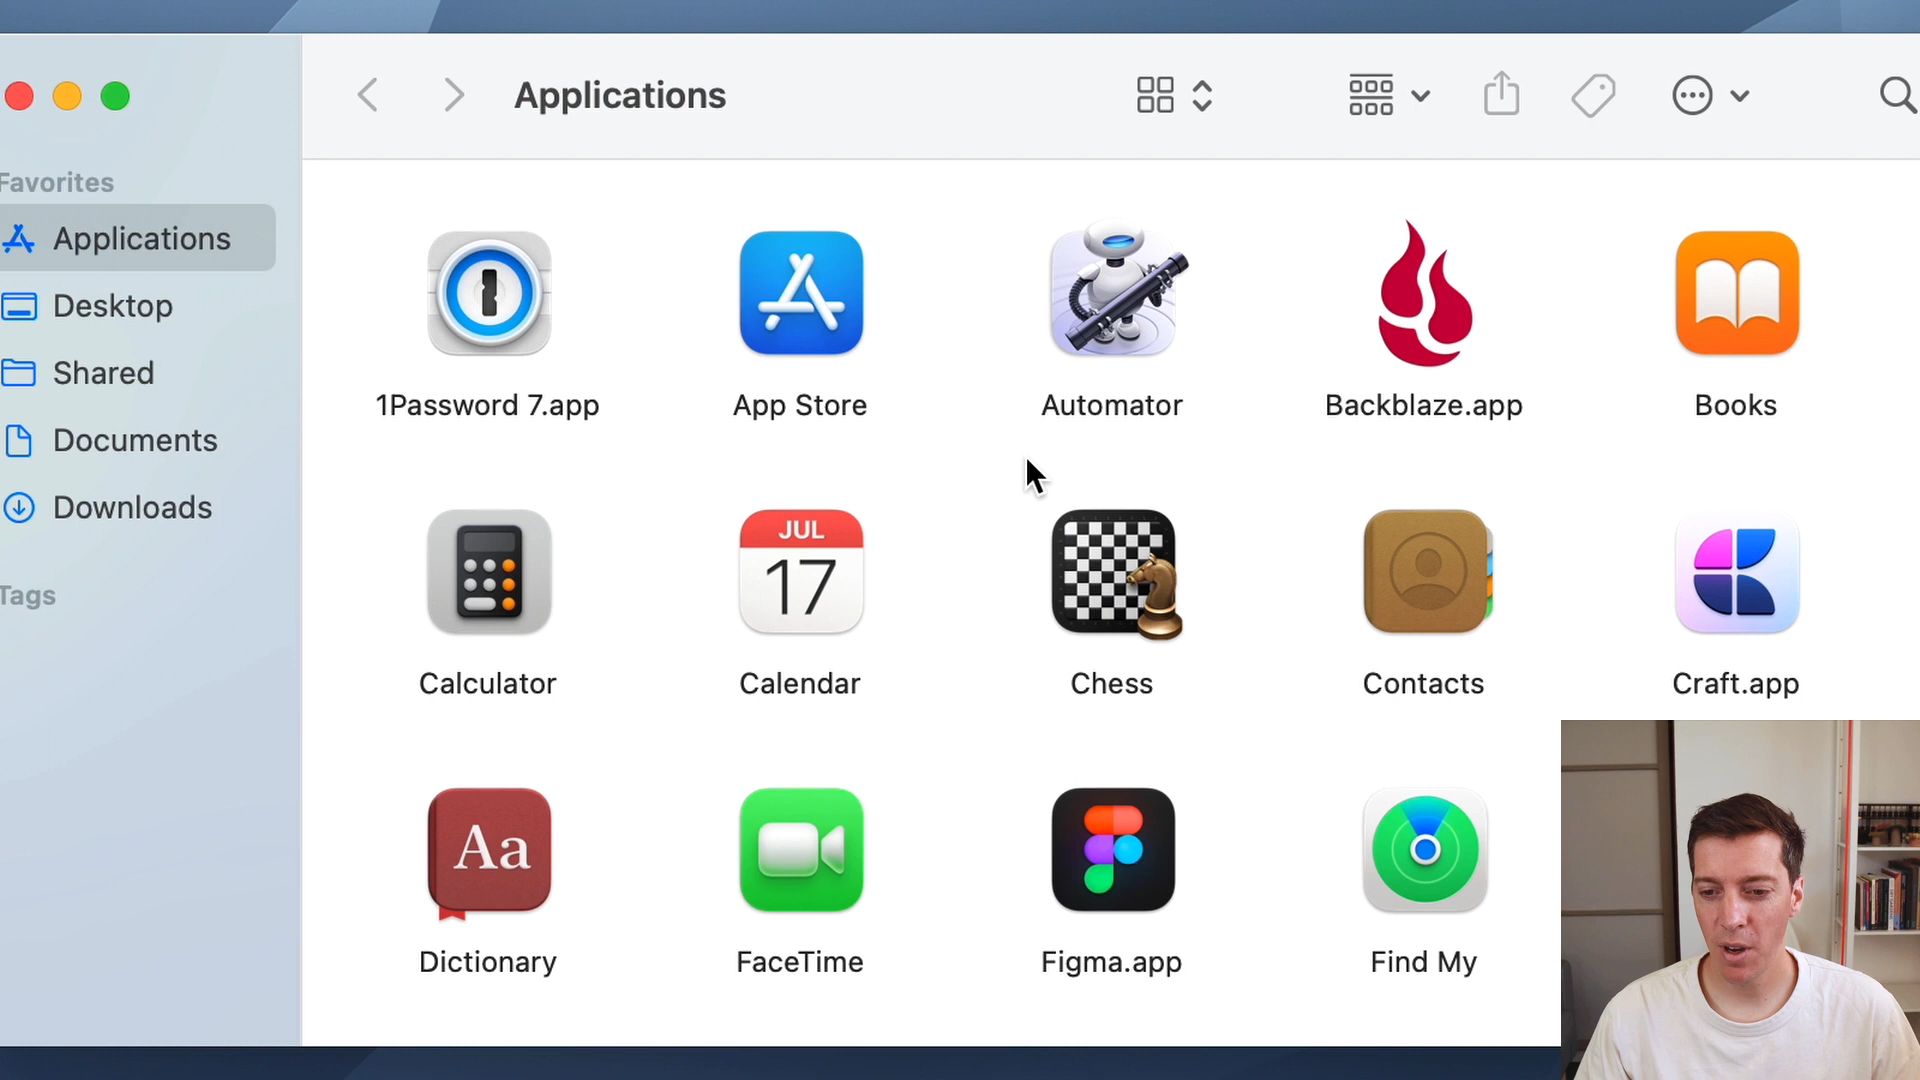 Applications
Favorites
Applications
Desktop
Shared
Documents
Downloads
Tags
1Password 7.app
App Store
Automator
Backblaze.app
Books
JUL
17
Calculator
Calendar
Chess
Contacts
Craft.app
Aa
Dictionary
FaceTime
Figma.app
Find My